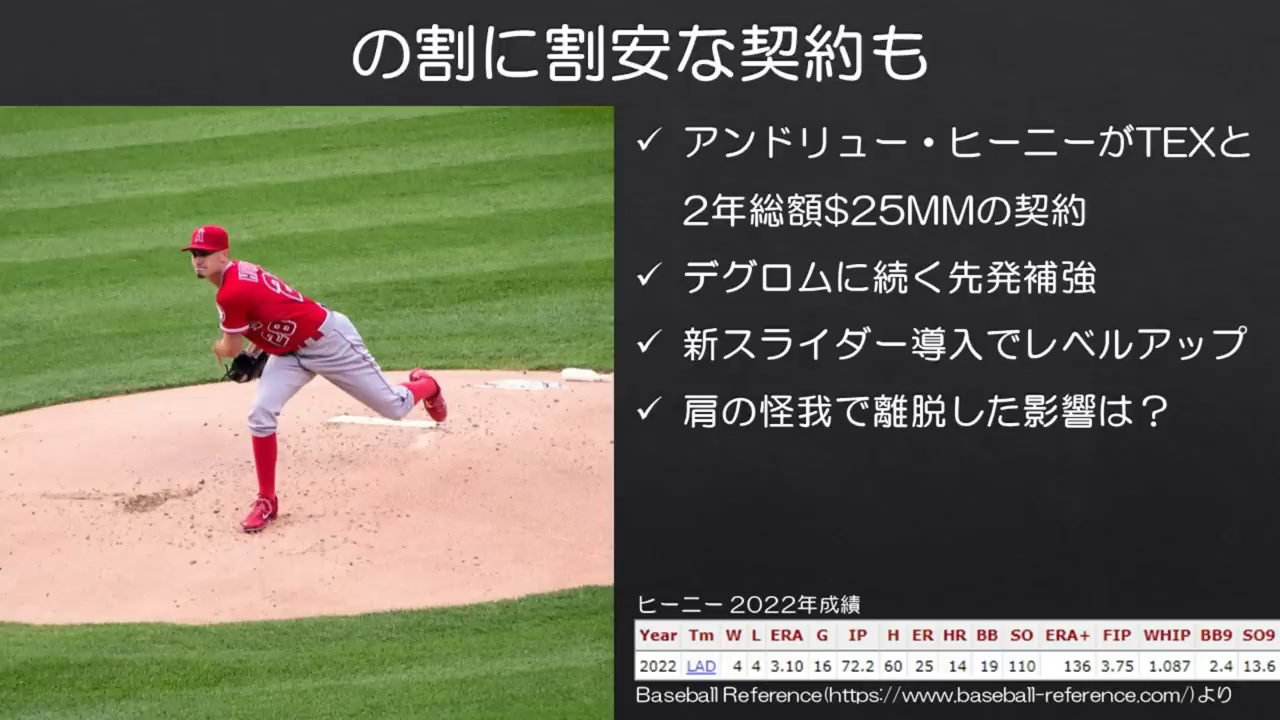 の割に割安な契約も
✓ アンドリュー・ヒーニーがTEXと
2年総額$25MMの契約
✓ デグロムに続く先発補強
✓ 新スライダー導入でレベルアップ
✓ 肩の怪我で離脱した影響は？
ヒーニー 2022年成績
Year Tm W L ERA G IP H ER HR BB SO ERA+ FIP WHIP BB9 SO9
2022 LAD 4 4 3.10 16 72.2 60 25 14 19 110 136 3.75 1.087 2.4 13.6
Baseball Reference(https://www.baseball-reference.com/)より